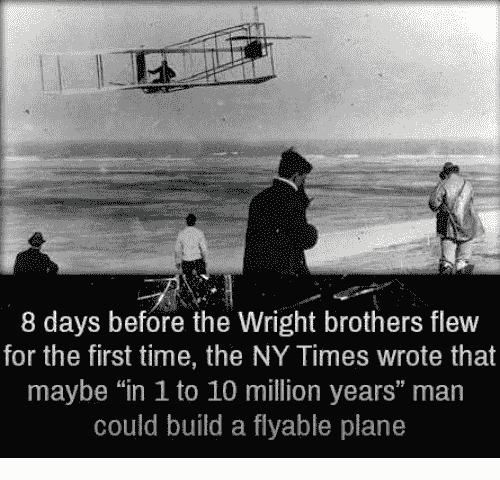 8 days before the Wright brothers flew
for the first time, the NY Times wrote that
maybe “in 1 to 10 million years” man
could build a flyable plane